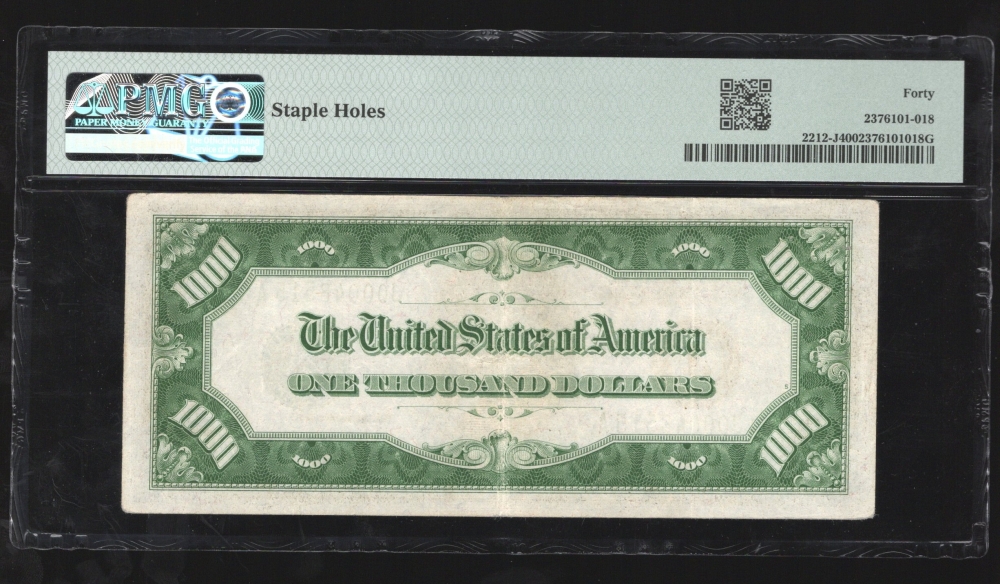 PMG
PAPER MONEY GUARANTY
Staple Holes
Forty
2376101-018
2212-J4002376101018G
1000 1000 1000 1000
The United States of America
ONE THOUSAND DOLLARS
1000 1000 1000 1000